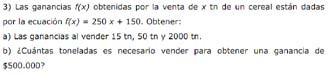 3) Las ganancias f(x) obtenidas por la venta de x tn de un cereal están dadas
por la ecuación f(x) = 250 x + 150. Obtener:
a) Las ganancias al vender 15 tn, 50 tn y 2000 tn.
b) ¿Cuántas toneladas es necesario vender para obtener una ganancia de
$500.000?